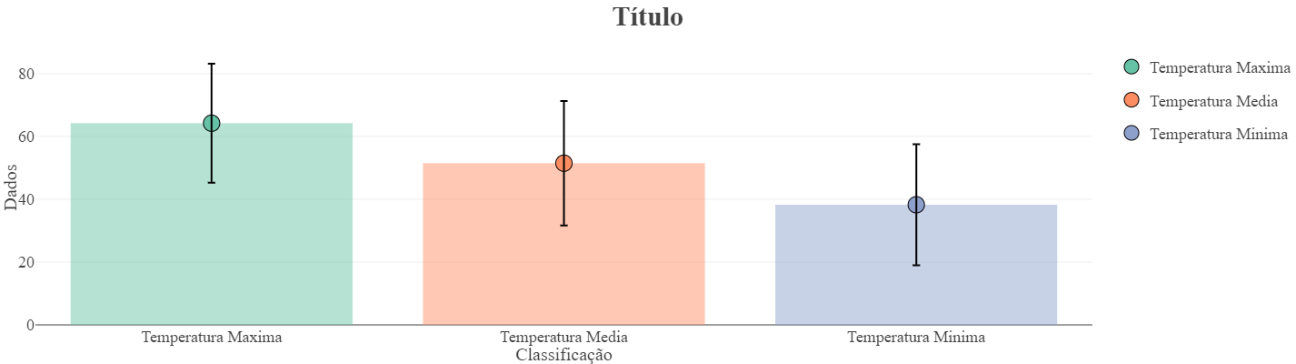 Título
80
60
40
20
0
Dados
Temperatura Maxima
Temperatura Media
Temperatura Minima
Classificação
Temperatura Maxima
Temperatura Media
Temperatura Minima